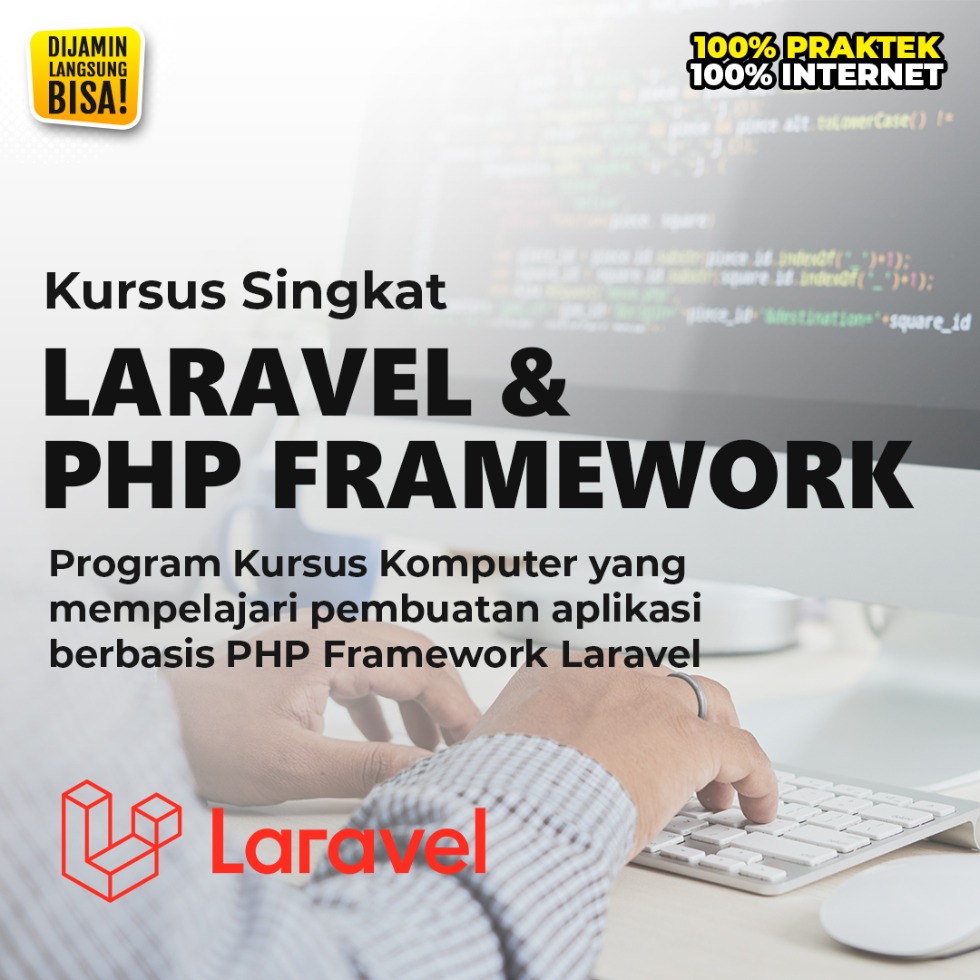 DIJAMIN
LANGSUNG
BISA!
100% PRAKTEK
100% INTERNET
Kursus Singkat
LARAVEL &
PHP FRAMEWORK
Program Kursus Komputer yang
mempelajari pembuatan aplikasi
berbasis PHP Framework Laravel
Laravel